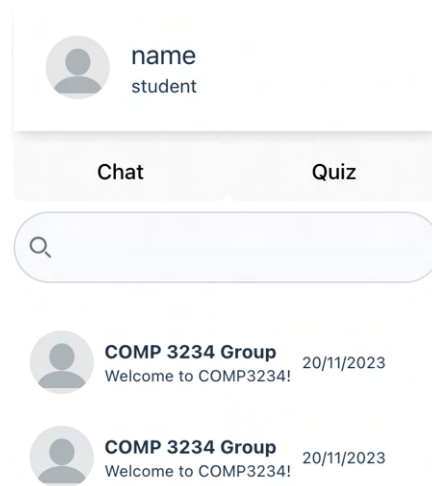 name
student
Chat
Quiz
COMP 3234 Group
Welcome to COMP3234!
20/11/2023
COMP 3234 Group
Welcome to COMP3234!
20/11/2023